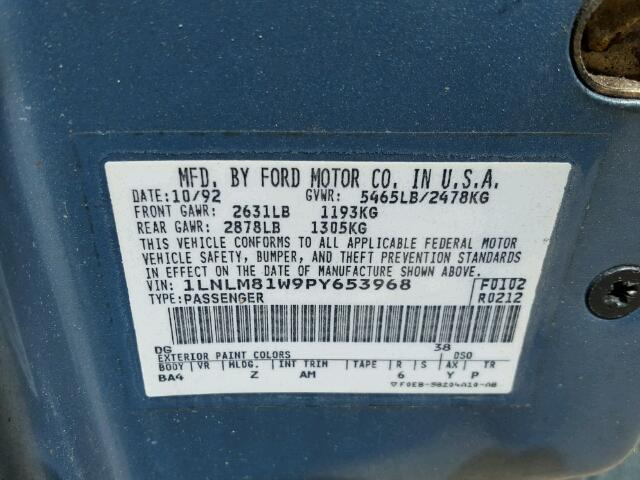 MFD. BY FORD MOTOR CO. IN U.S.A.
DATE: 10/92 GVWR: 5465LB/2478KG
FRONT GAWR: 2631LB 1193KG
REAR GAWR: 2878LB 1305KG
THIS VEHICLE CONFORMS TO ALL APPLICABLE FEDERAL MOTOR
VEHICLE SAFETY, BUMPER, AND THEFT PREVENTION STANDARDS
IN EFFECT ON THE DATE OF MANUFACTURE SHOWN ABOVE.
VIN: 1LNLM81W9PY653968 F0102
TYPE: PASSENGER R0212
DG 38
EXTERIOR PAINT COLORS DSO
BODY VR MLDG. INT TRIM TAPE R S AX TR
BA4 Z AM 6 Y P
F0EB-58204A10-AB